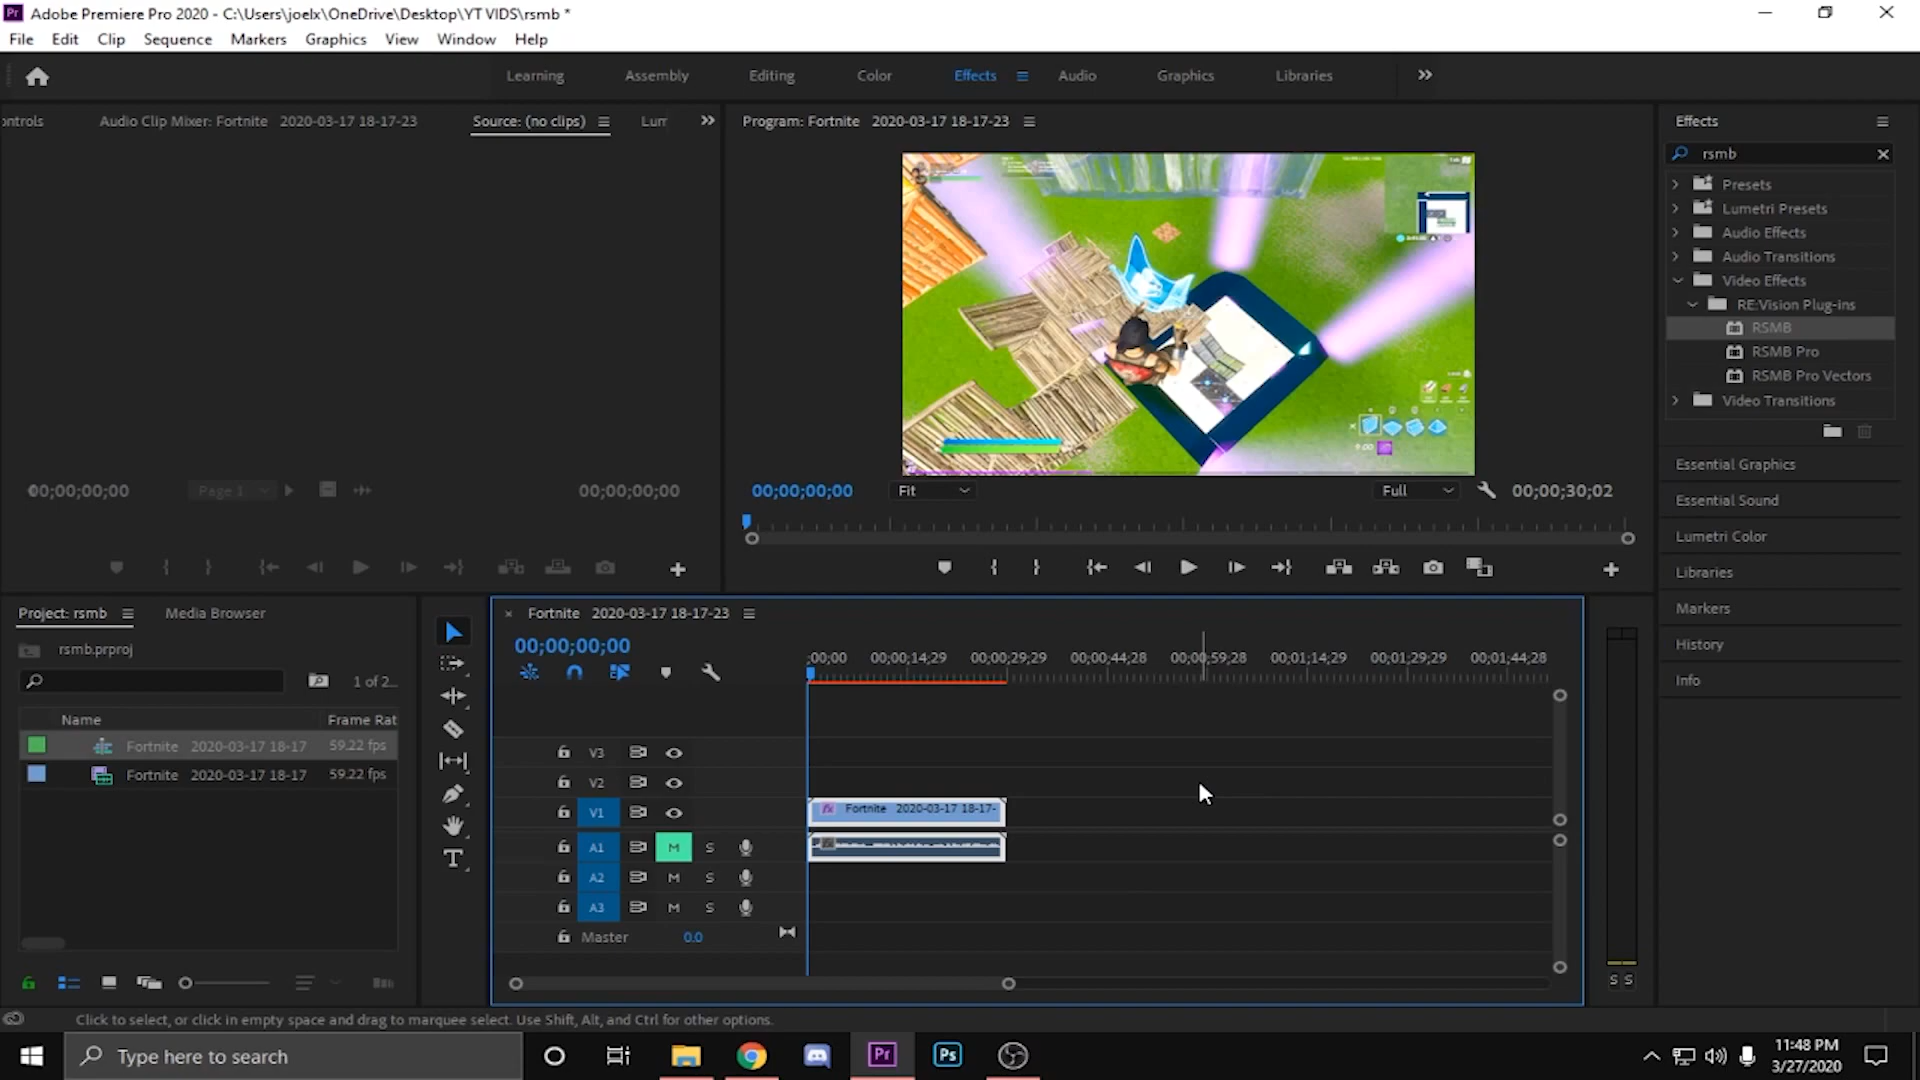 Pr Adobe Premiere Pro 2020 - C:\Users\joelx\OneDrive\Desktop\YT VIDS\rsmb *
File Edit Clip Sequence Markers Graphics View Window Help
Learning Assembly Editing Color Effects Audio Graphics Libraries
ontrols Audio Clip Mixer: Fortnite 2020-03-17 18-17-23 Source: (no clips) Lum
Program: Fortnite 2020-03-17 18-17-23
Effects
rsmb
Presets
Lumetri Presets
Audio Effects
Audio Transitions
Video Effects
RE:Vision Plug-ins
RSMB
RSMB Pro
RSMB Pro Vectors
Video Transitions
Essential Graphics
Essential Sound
Lumetri Color
Libraries
Markers
History
Info
00;00;00;00 Page 1 00;00;00;00
00;00;00;00 Fit Full 00;00;30;02
Project: rsmb Media Browser
rsmb.prproj
1 of 2...
Name Frame Rat
Fortnite 2020-03-17 18-17 59.22 fps
Fortnite 2020-03-17 18-17 59.22 fps
× Fortnite 2020-03-17 18-17-23
00;00;00;00
;00;00 00;00;14;29 00;00;29;29 00;00;44;28 00;00;59;28 00;01;14;29 00;01;29;29 00;01;44;28
V3
V2
V1 fx Fortnite 2020-03-17 18-17-
A1 M S
A2 M S
A3 M S
Master 0.0
S S
Click to select, or click in empty space and drag to marquee select. Use Shift, Alt, and Ctrl for other options.
Type here to search
Pr Ps
11:48 PM
3/27/2020